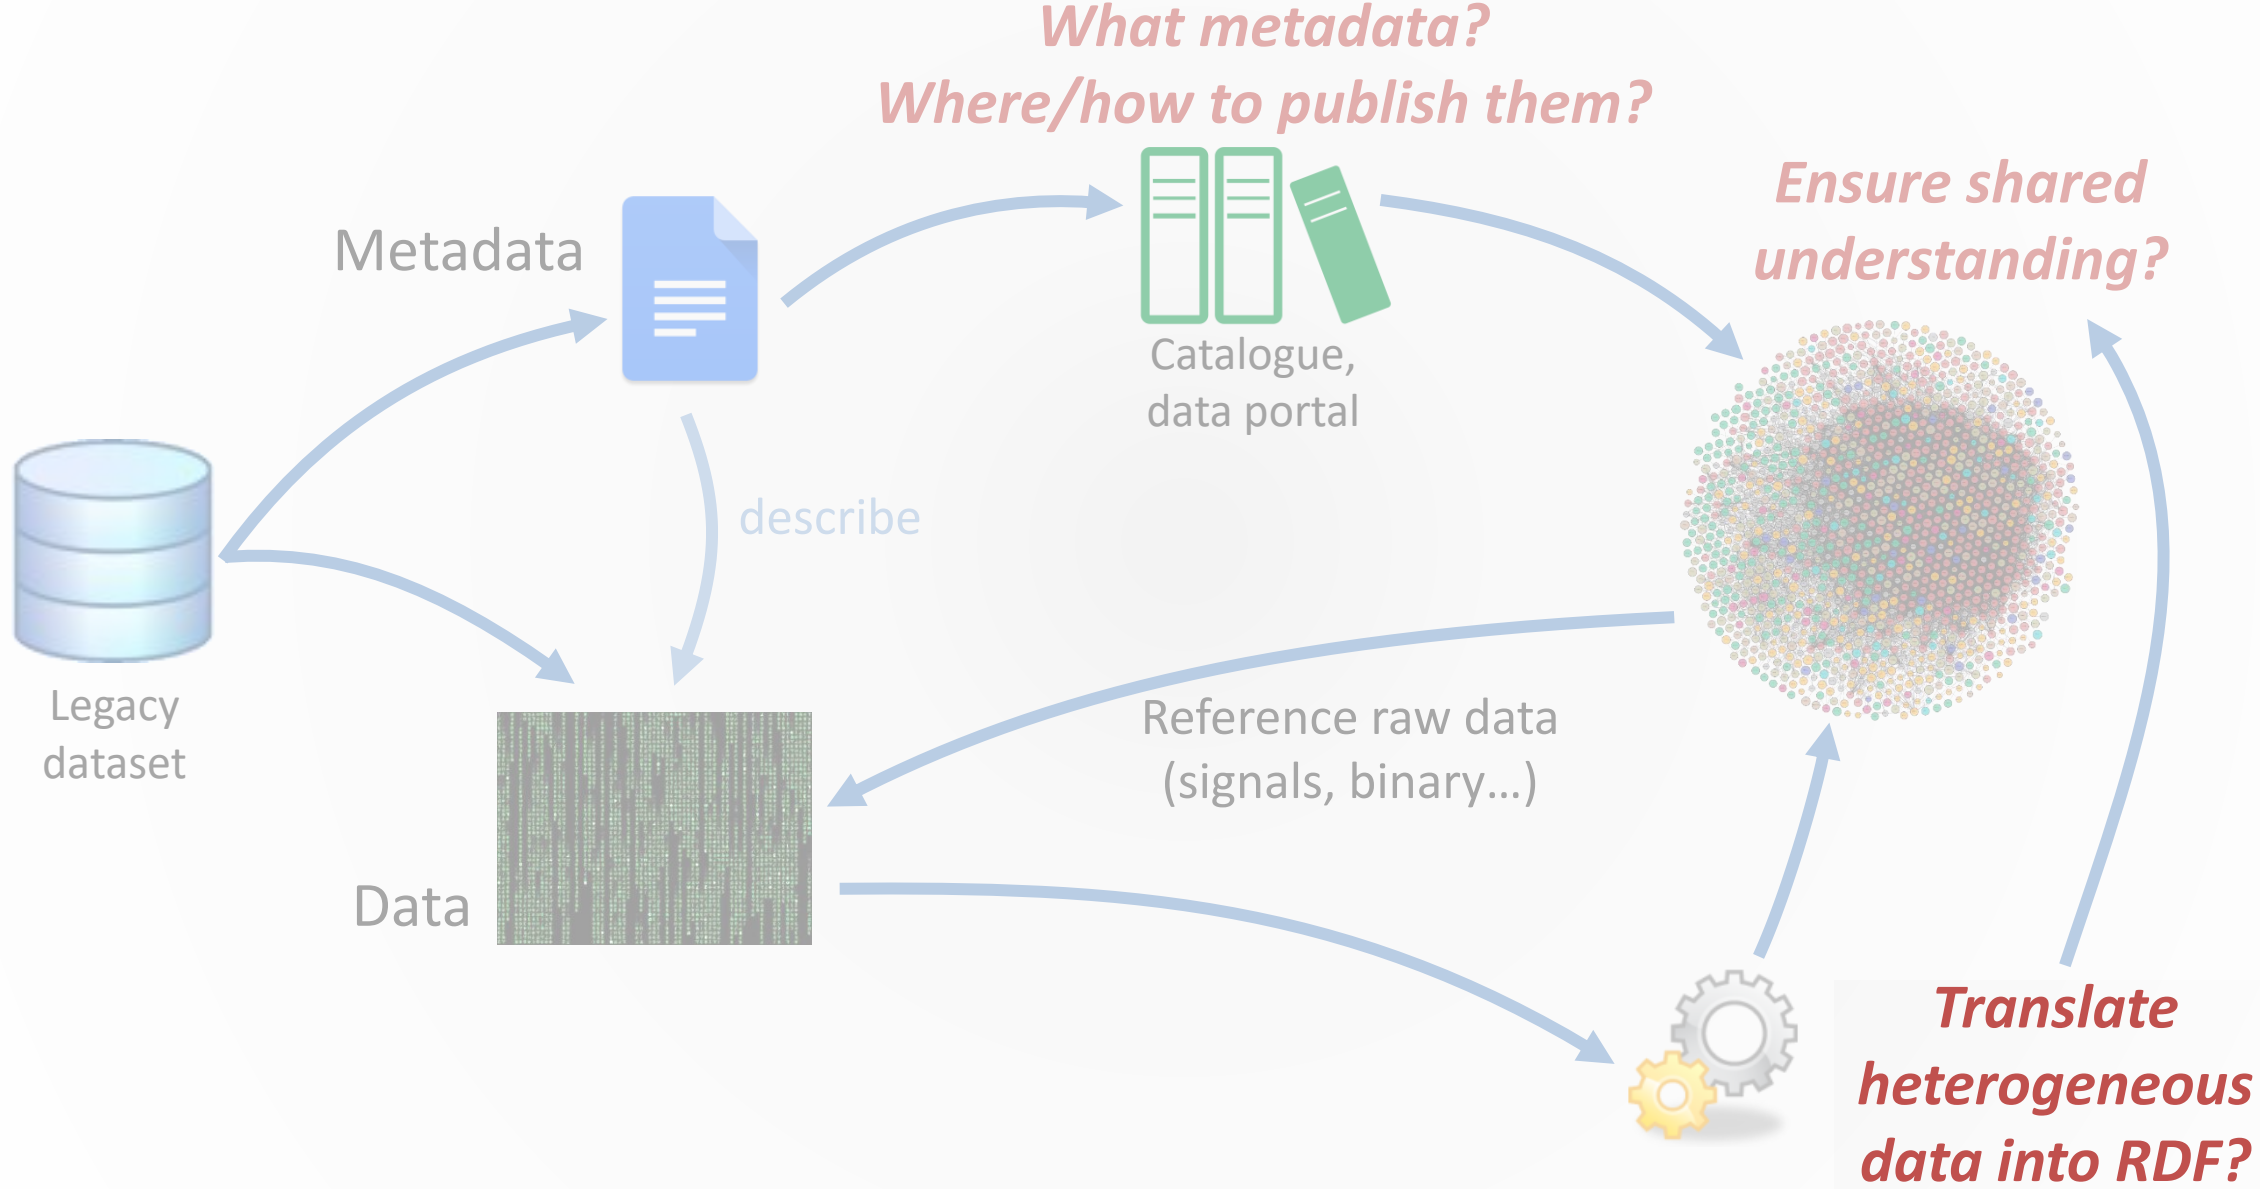 What metadata?
Where/how to publish them?
Ensure shared
understanding?
Metadata
Catalogue,
data portal
describe
Legacy
dataset
Reference raw data
(signals, binary...)
Data
Translate
heterogeneous
data into RDF?